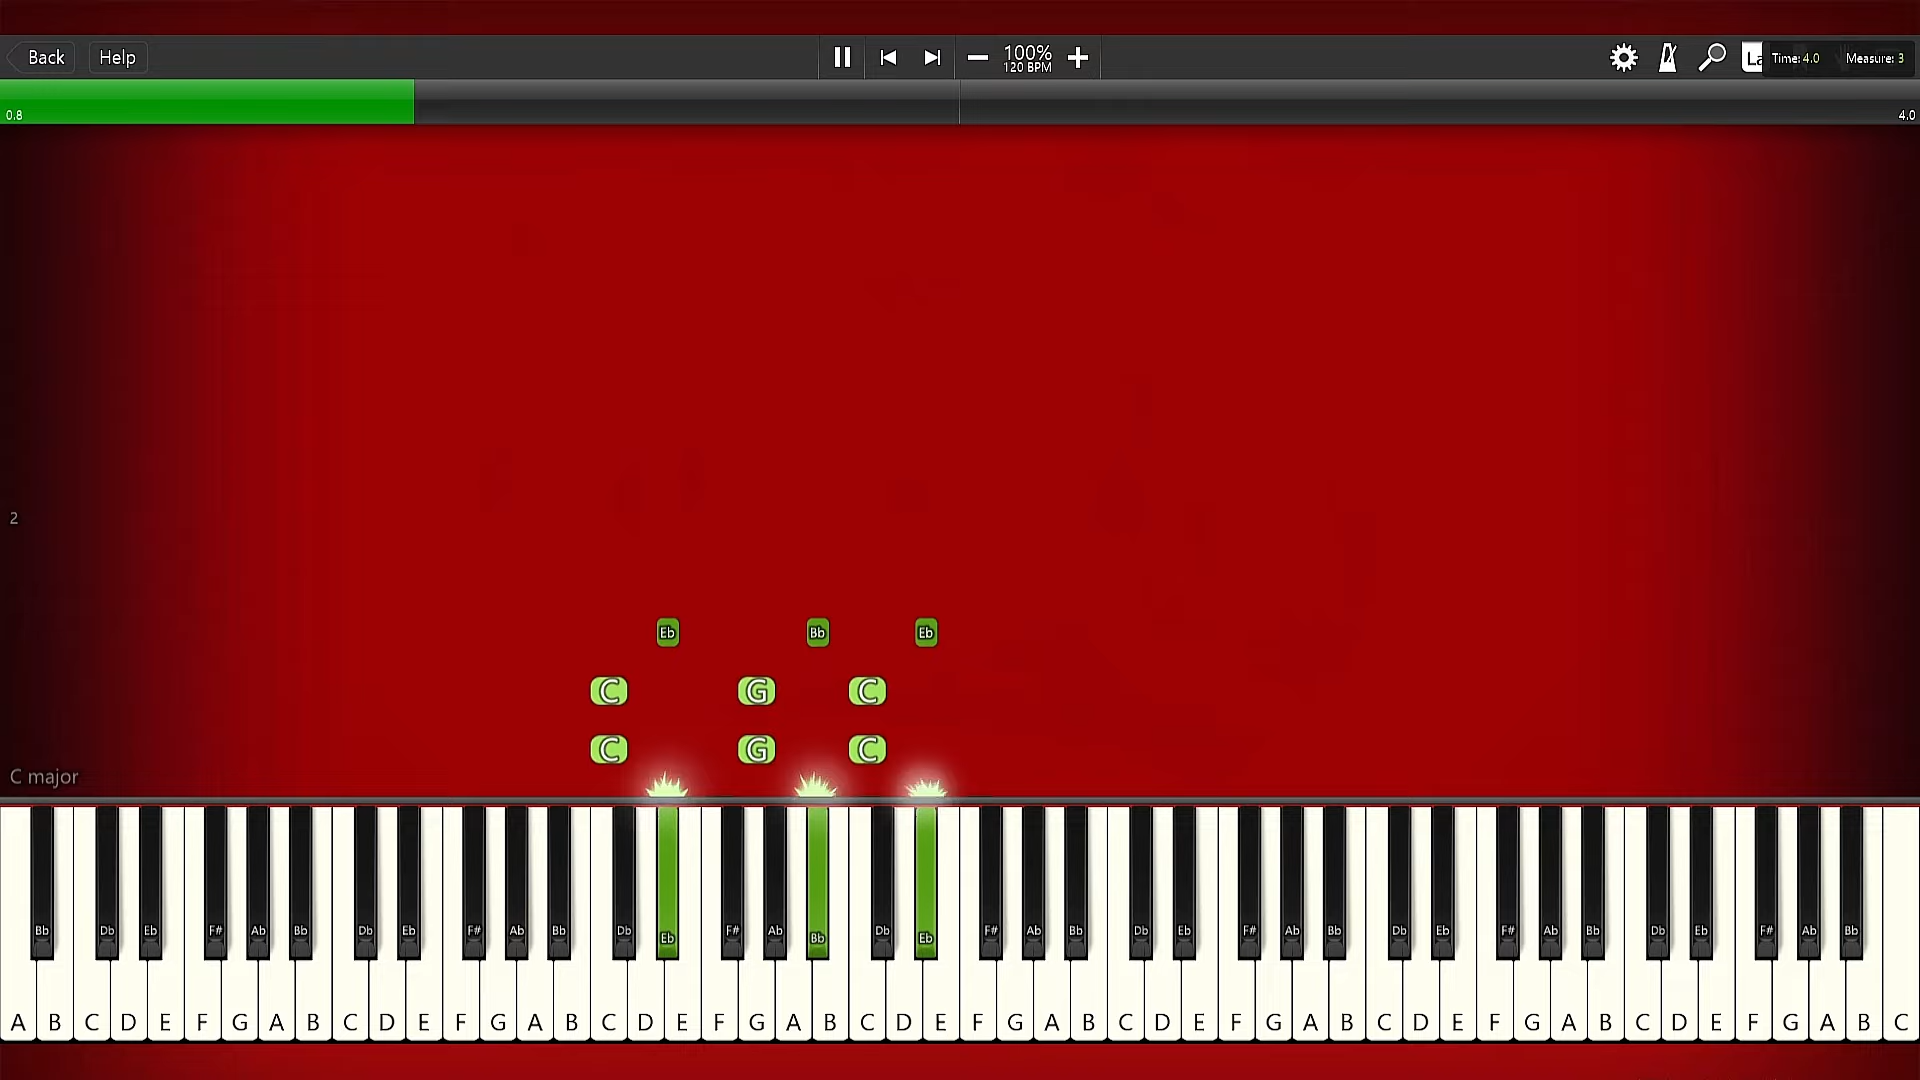 Back Help 100% La Time: 4.0 Measure: 3
120 BPM
0.8 4.0
2
Eb Bb Eb
C G C
C G C
C major
Bb Db Eb F# Ab Bb Db Eb F# Ab Bb Db Eb F# Ab Bb Db Eb F# Ab Bb Db Eb F# Ab Bb Db Eb F# Ab Bb Db Eb F# Ab Bb
A B C D E F G A B C D E F G A B C D E F G A B C D E F G A B C D E F G A B C D E F G A B C D E F G A B C